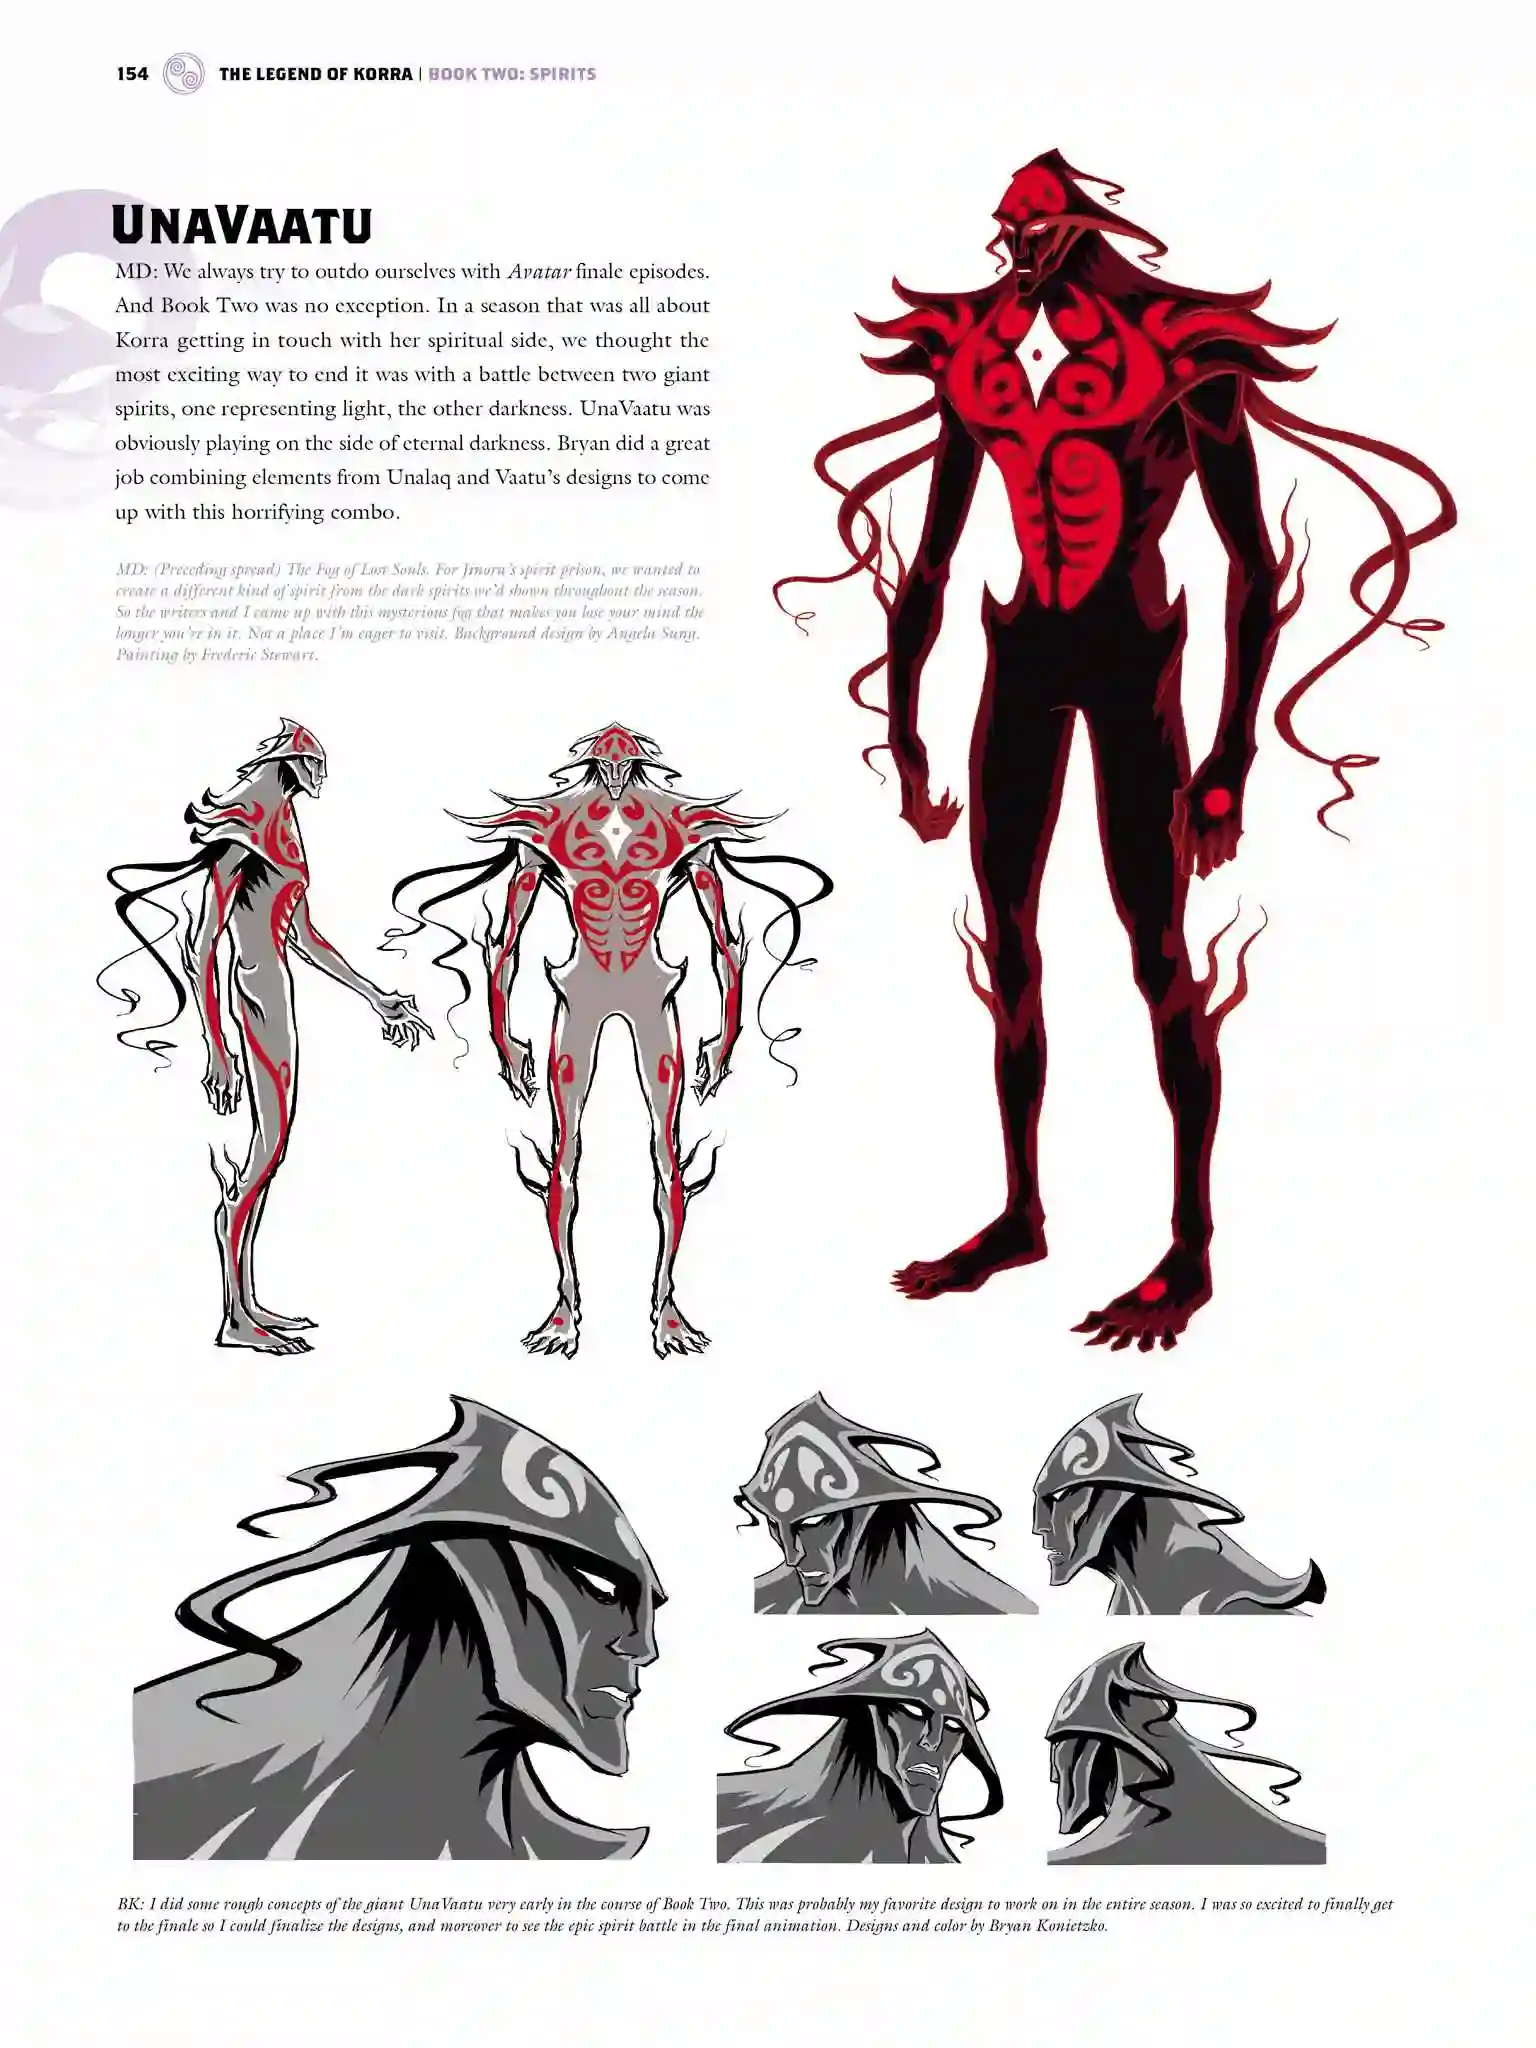 154 THE LEGEND OF KORRA | BOOK TWO: SPIRITS
UNAVAATU
MD: We always try to outdo ourselves with Avatar finale episodes.
And Book Two was no exception. In a season that was all about
Korra getting in touch with her spiritual side, we thought the
most exciting way to end it was with a battle between two giant
spirits, one representing light, the other darkness. UnaVaatu was
obviously playing on the side of eternal darkness. Bryan did a great
job combining elements from Unalaq and Vaatu's designs to come
up with this horrifying combo.
MD: (Preceding spread) The Fog of Lost Souls. For Jinora's spirit prison, we wanted to
create a different kind of spirit from the dark spirits we'd shown throughout the season.
So the writers and I came up with this mysterious fog that makes you lose your mind the
longer you're in it. Not a place I'm eager to visit. Background design by Angela Sung.
Painting by Frederic Stewart.
BK: I did some rough concepts of the giant UnaVaatu very early in the course of Book Two. This was probably my favorite design to work on in the entire season. I was so excited to finally get
to the finale so I could finalize the designs, and moreover to see the epic spirit battle in the final animation. Designs and color by Bryan Konietzko.